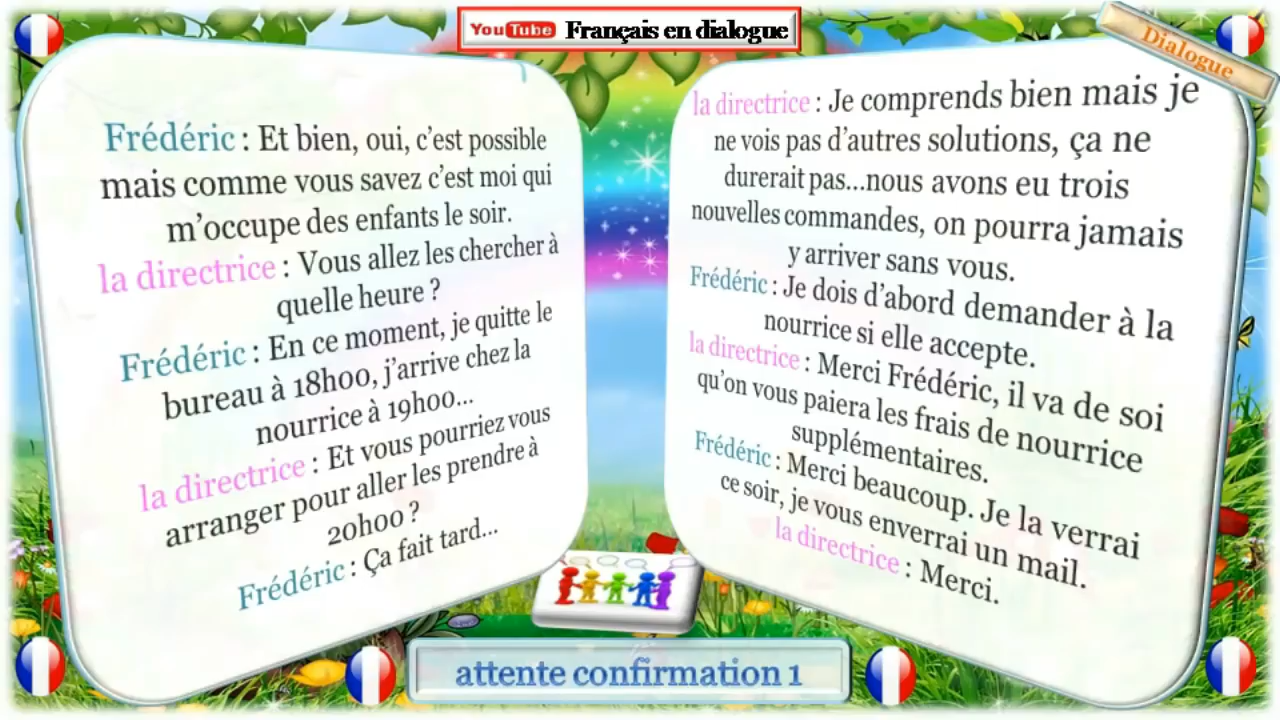 YouTube Français en dialogue
Dialogue
Frédéric : Et bien, oui, c'est possible
mais comme vous savez c'est moi qui
m'occupe des enfants le soir.
la directrice : Vous allez les chercher à
quelle heure ?
Frédéric : En ce moment, je quitte le
bureau à 18h00, j'arrive chez la
nourrice à 19h00...
la directrice : Et vous pourriez vous
arranger pour aller les prendre à
20h00 ?
Frédéric : Ça fait tard...
la directrice : Je comprends bien mais je
ne vois pas d'autres solutions, ça ne
durerait pas...nous avons eu trois
nouvelles commandes, on pourra jamais
y arriver sans vous.
Frédéric : Je dois d'abord demander à la
nourrice si elle accepte.
la directrice : Merci Frédéric, il va de soi
qu'on vous paiera les frais de nourrice
supplémentaires.
Frédéric : Merci beaucoup. Je la verrai
ce soir, je vous enverrai un mail.
la directrice : Merci.
attente confirmation 1